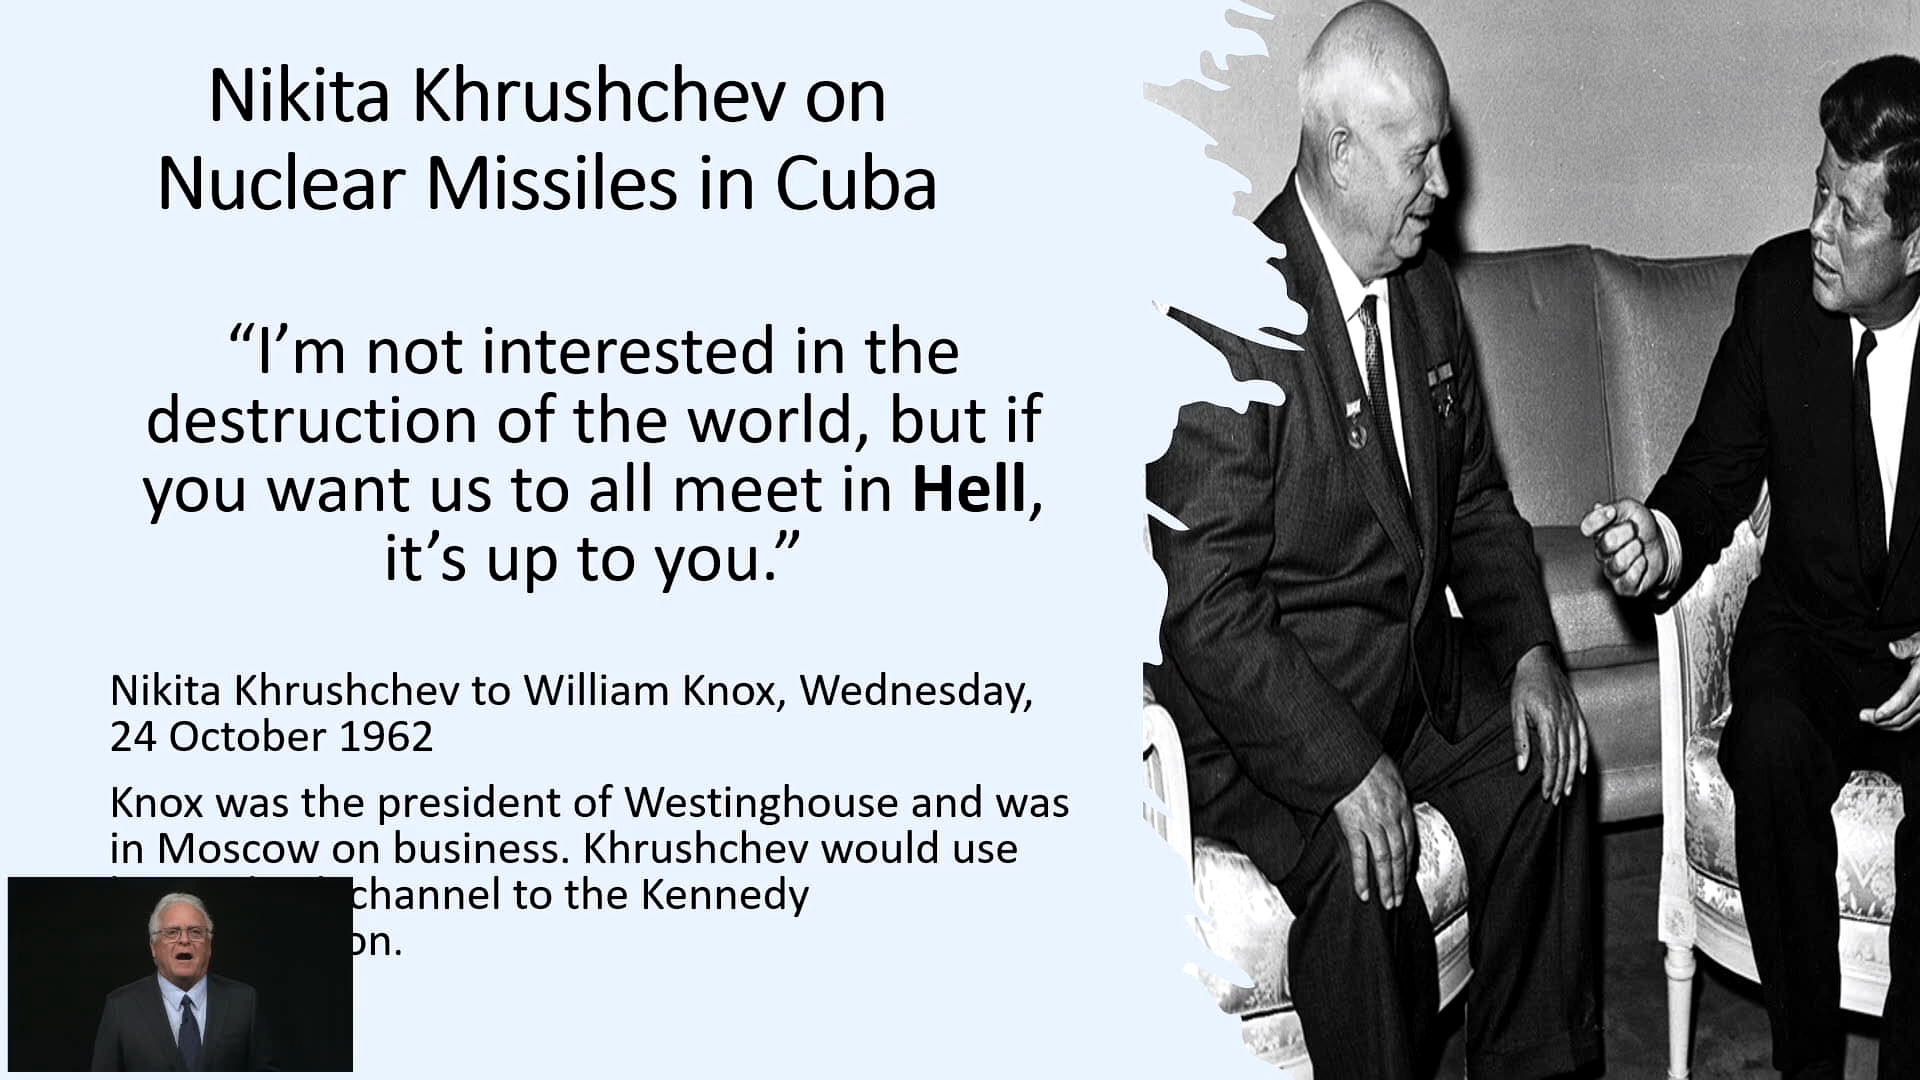 Nikita Khrushchev on
Nuclear Missiles in Cuba
“I’m not interested in the
destruction of the world, but if
you want us to all meet in Hell,
it’s up to you.”
Nikita Khrushchev to William Knox, Wednesday,
24 October 1962
Knox was the president of Westinghouse and was
in Moscow on business. Khrushchev would use
channel to the Kennedy
on.